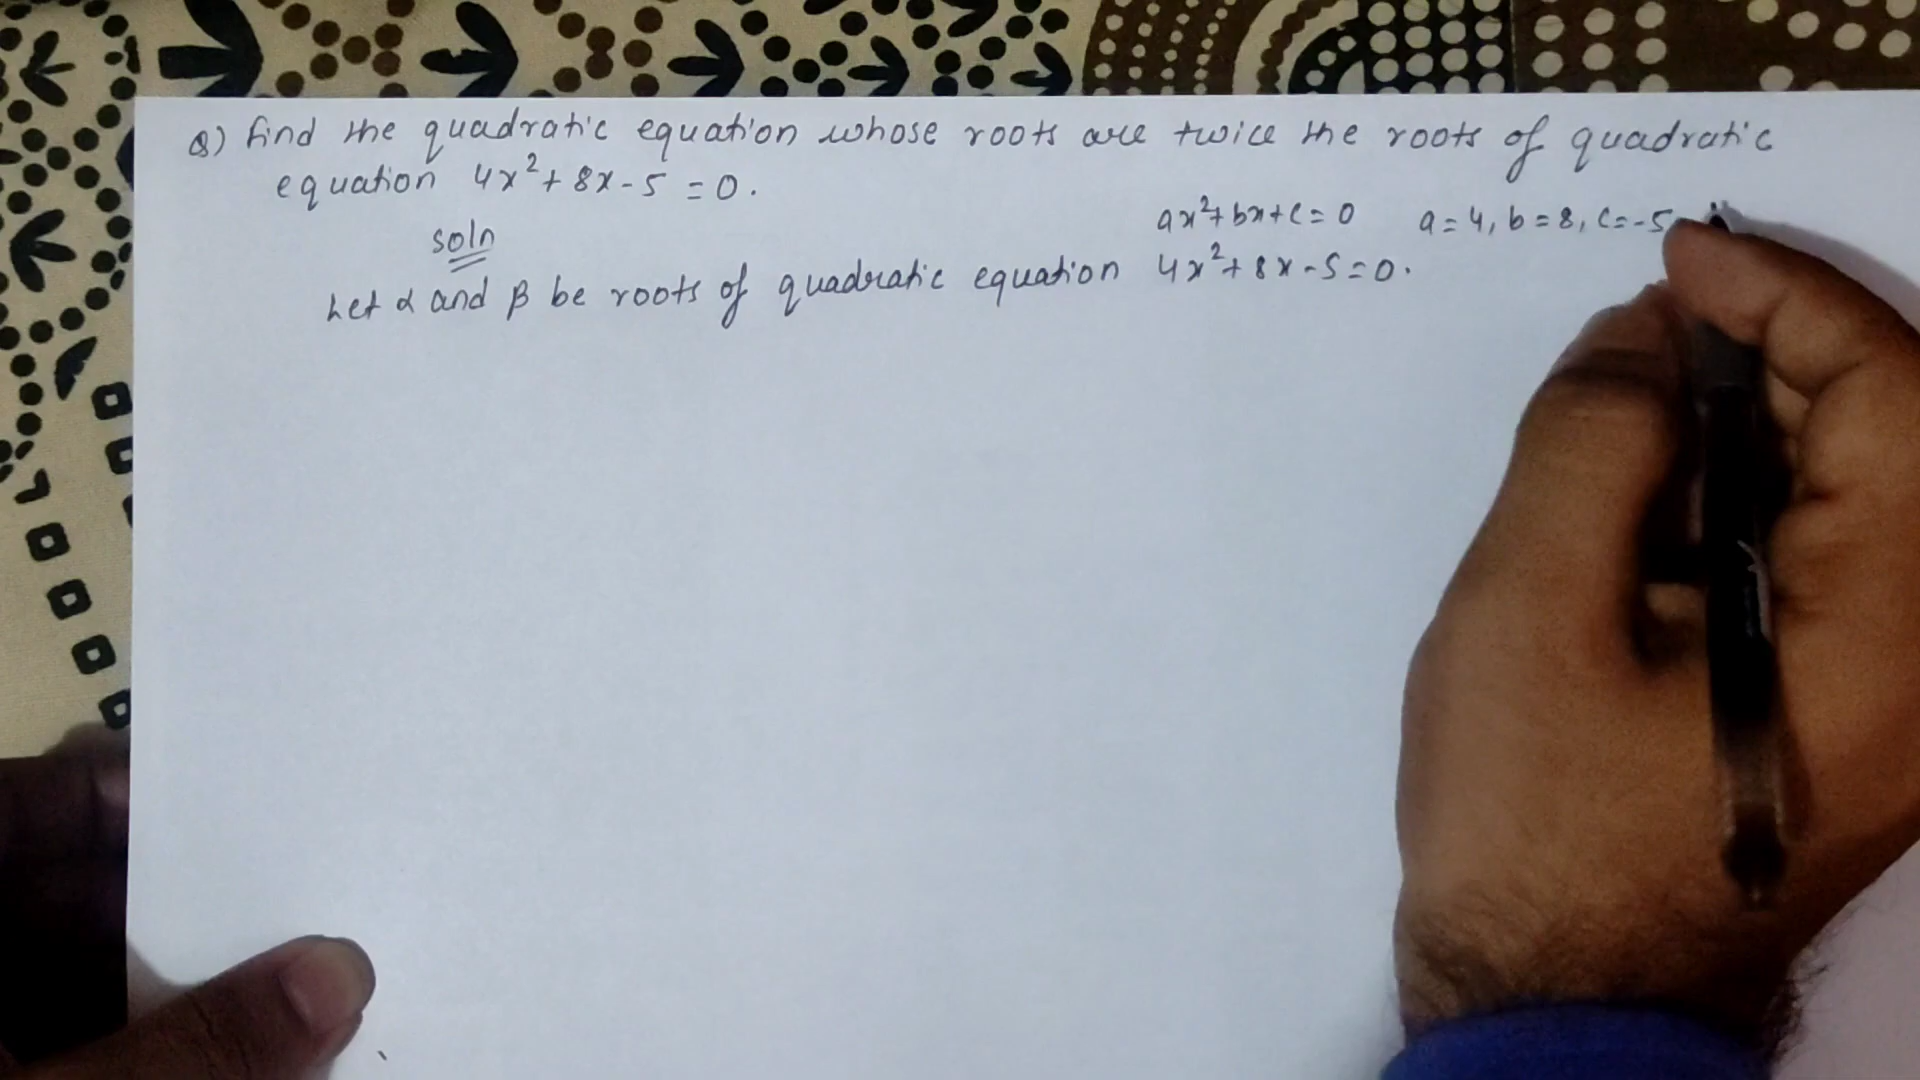 Q) find the quadratic equation whose roots are twice the roots of quadratic
equation 4x²+8x-5=0.
soln
ax²+bx+c=0 a=4, b=8, c=-5
Let α and β be roots of quadratic equation 4x²+8x-5=0.